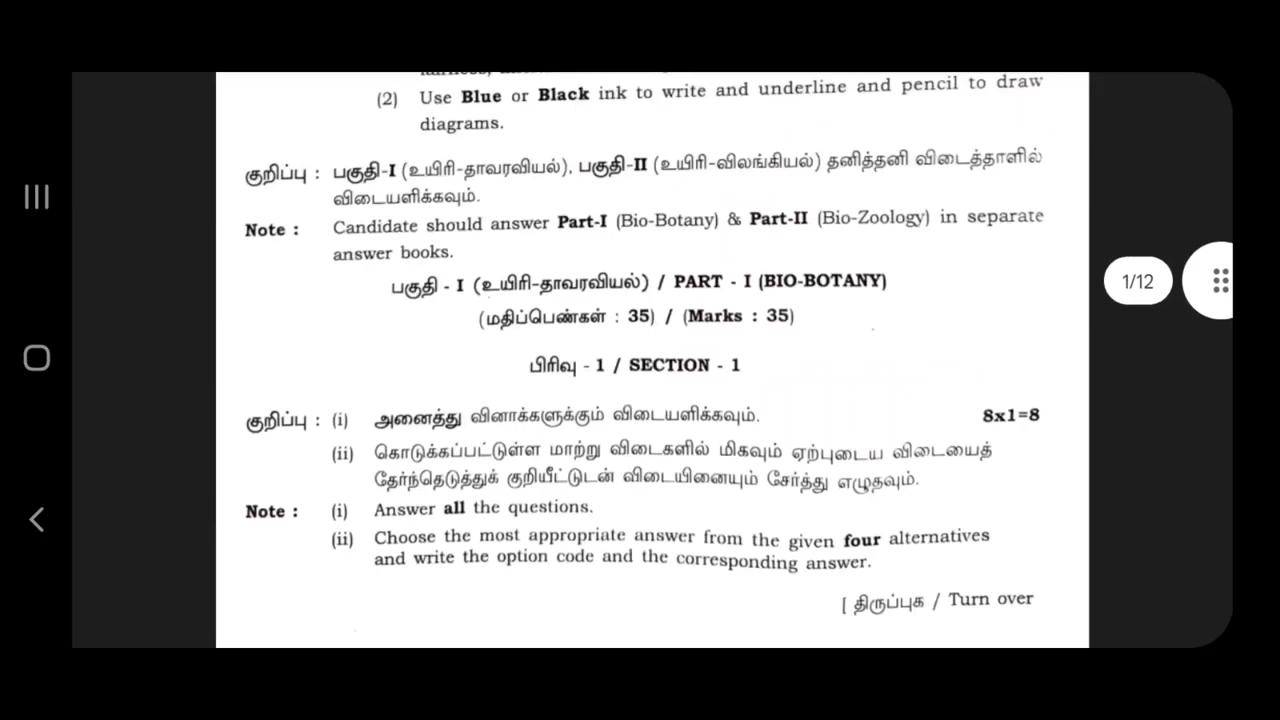 (2) Use Blue or Black ink to write and underline and pencil to draw
diagrams.
குறிப்பு : பகுதி-I (உயிரி-தாவரவியல்), பகுதி-II (உயிரி-விலங்கியல்) தனித்தனி விடைத்தாளில்
விடையளிக்கவும்.
Note : Candidate should answer Part-I (Bio-Botany) & Part-II (Bio-Zoology) in separate
answer books.
1/12
பகுதி - I (உயிரி-தாவரவியல்) / PART - I (BIO-BOTANY)
(மதிப்பெண்கள் : 35) / (Marks : 35)
பிரிவு - 1 / SECTION - 1
குறிப்பு : (i) அனைத்து வினாக்களுக்கும் விடையளிக்கவும். 8x1=8
(ii) கொடுக்கப்பட்டுள்ள மாற்று விடைகளில் மிகவும் ஏற்புடைய விடையைத்
தேர்ந்தெடுத்துக் குறியீட்டுடன் விடையினையும் சேர்த்து எழுதவும்.
Note : (i) Answer all the questions.
(ii) Choose the most appropriate answer from the given four alternatives
and write the option code and the corresponding answer.
[ திருப்புக / Turn over